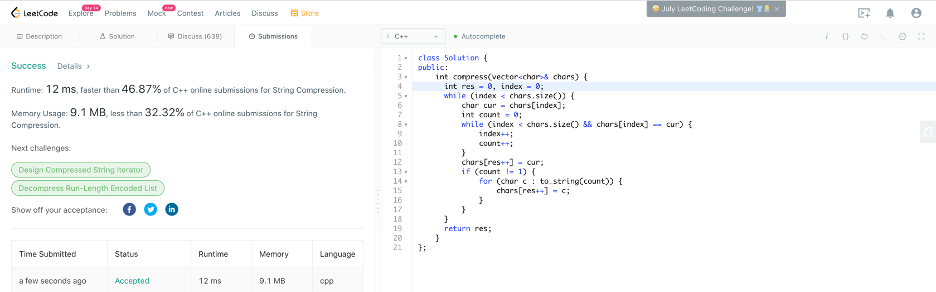 LeetCode Explore Day 14 Problems Mock new Contest Articles Discuss Store
July LeetCoding Challenge!
Description Solution Discuss (638) Submissions
i C++ Autocomplete
Success Details >
Runtime: 12 ms, faster than 46.87% of C++ online submissions for String Compression.
Memory Usage: 9.1 MB, less than 32.32% of C++ online submissions for String
Compression.
Next challenges:
Design Compressed String Iterator
Decompress Run-Length Encoded List
Show off your acceptance:
Time Submitted Status Runtime Memory Language
a few seconds ago Accepted 12 ms 9.1 MB cpp
1 class Solution {
2 public:
3 int compress(vector<char>& chars) {
4 int res = 0, index = 0;
5 while (index < chars.size()) {
6 char cur = chars[index];
7 int count = 0;
8 while (index < chars.size() && chars[index] == cur) {
9 index++;
10 count++;
11 }
12 chars[res++] = cur;
13 if (count != 1) {
14 for (char c : to_string(count)) {
15 chars[res++] = c;
16 }
17 }
18 }
19 return res;
20 }
21 };